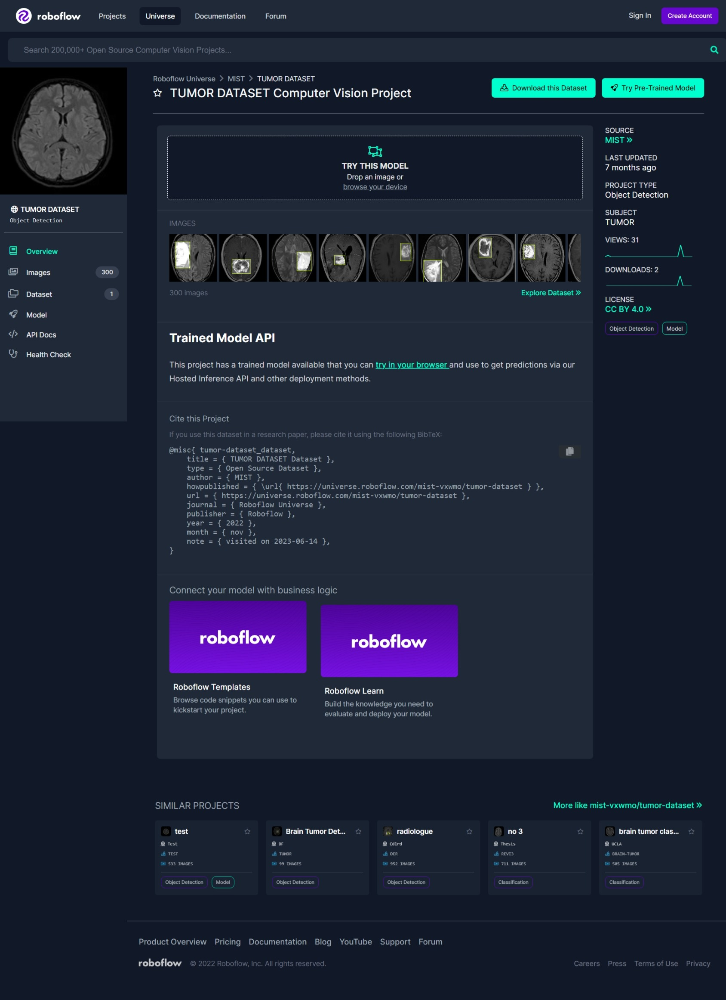 roboflow
Projects
Universe
Documentation
Forum
Sign In
Create Account
Search 200,000+ Open Source Computer Vision Projects...
TUMOR DATASET
Object Detection
Overview
Images 300
Dataset 1
Model
API Docs
Health Check
Roboflow Universe MIST TUMOR DATASET
TUMOR DATASET Computer Vision Project
Download this Dataset
Try Pre-Trained Model
TRY THIS MODEL
Drop an image or
browse your device
IMAGES
300 images
Explore Dataset
Trained Model API
This project has a trained model available that you can try in your browser and use to get predictions via our
Hosted Inference API and other deployment methods.
Cite this Project
If you use this dataset in a research paper, please cite it using the following BibTeX:
@misc{ tumor-dataset_dataset,
title = { TUMOR DATASET Dataset },
type = { Open Source Dataset },
author = { MIST },
howpublished = { \url{ https://universe.roboflow.com/mist-vxwmo/tumor-dataset } },
url = { https://universe.roboflow.com/mist-vxwmo/tumor-dataset },
journal = { Roboflow Universe },
publisher = { Roboflow },
year = { 2022 },
month = { nov },
note = { visited on 2023-06-14 },
}
Connect your model with business logic
roboflow
Roboflow Templates
Browse code snippets you can use to
kickstart your project.
roboflow
Roboflow Learn
Build the knowledge you need to
evaluate and deploy your model.
SOURCE
MIST
LAST UPDATED
7 months ago
PROJECT TYPE
Object Detection
SUBJECT
TUMOR
VIEWS: 31
DOWNLOADS: 2
LICENSE
CC BY 4.0
Object Detection
Model
SIMILAR PROJECTS
More like mist-vxwmo/tumor-dataset
test
Test
TEST
533 IMAGES
Object Detection
Model
Brain Tumor Det...
DF
TUMOR
99 IMAGES
Object Detection
radiologue
Cdlrd
DER
952 IMAGES
Object Detection
no 3
Thesis
REVI3
711 IMAGES
Classification
brain tumor clas...
UCLA
BRAIN-TUMOR
505 IMAGES
Classification
Product Overview Pricing Documentation Blog YouTube Support Forum
roboflow © 2022 Roboflow, Inc. All rights reserved.
Careers Press Terms of Use Privacy